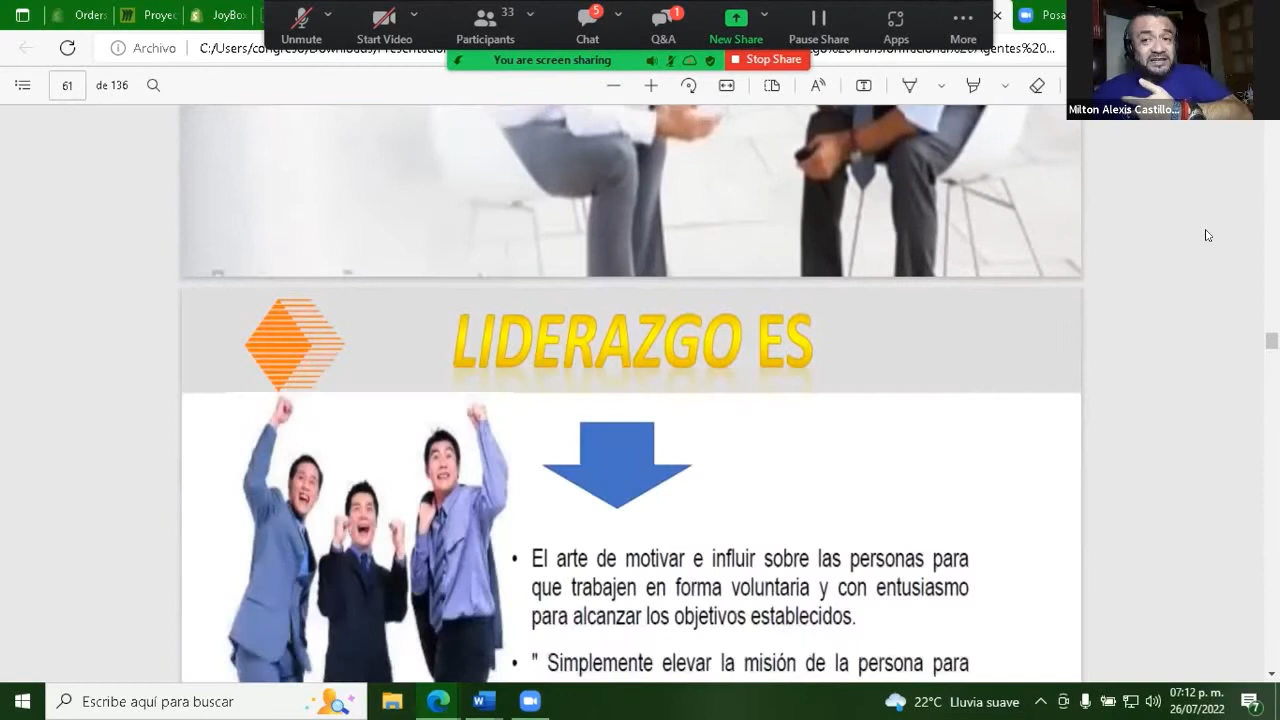 Orders
Proyec
JoyBox
Unmute
Start Video
33
Participants
5
Chat
1
Q&A
New Share
Pause Share
Apps
More
Posa
You are screen sharing
Stop Share
Archivo
61
de 136
Milton Alexis Castillo...
LIDERAZGO ES
• El arte de motivar e influir sobre las personas para
que trabajen en forma voluntaria y con entusiasmo
para alcanzar los objetivos establecidos.
• " Simplemente elevar la misión de la persona para
Escribe aquí para buscar
22°C Lluvia suave
07:12 p. m.
26/07/2022
7